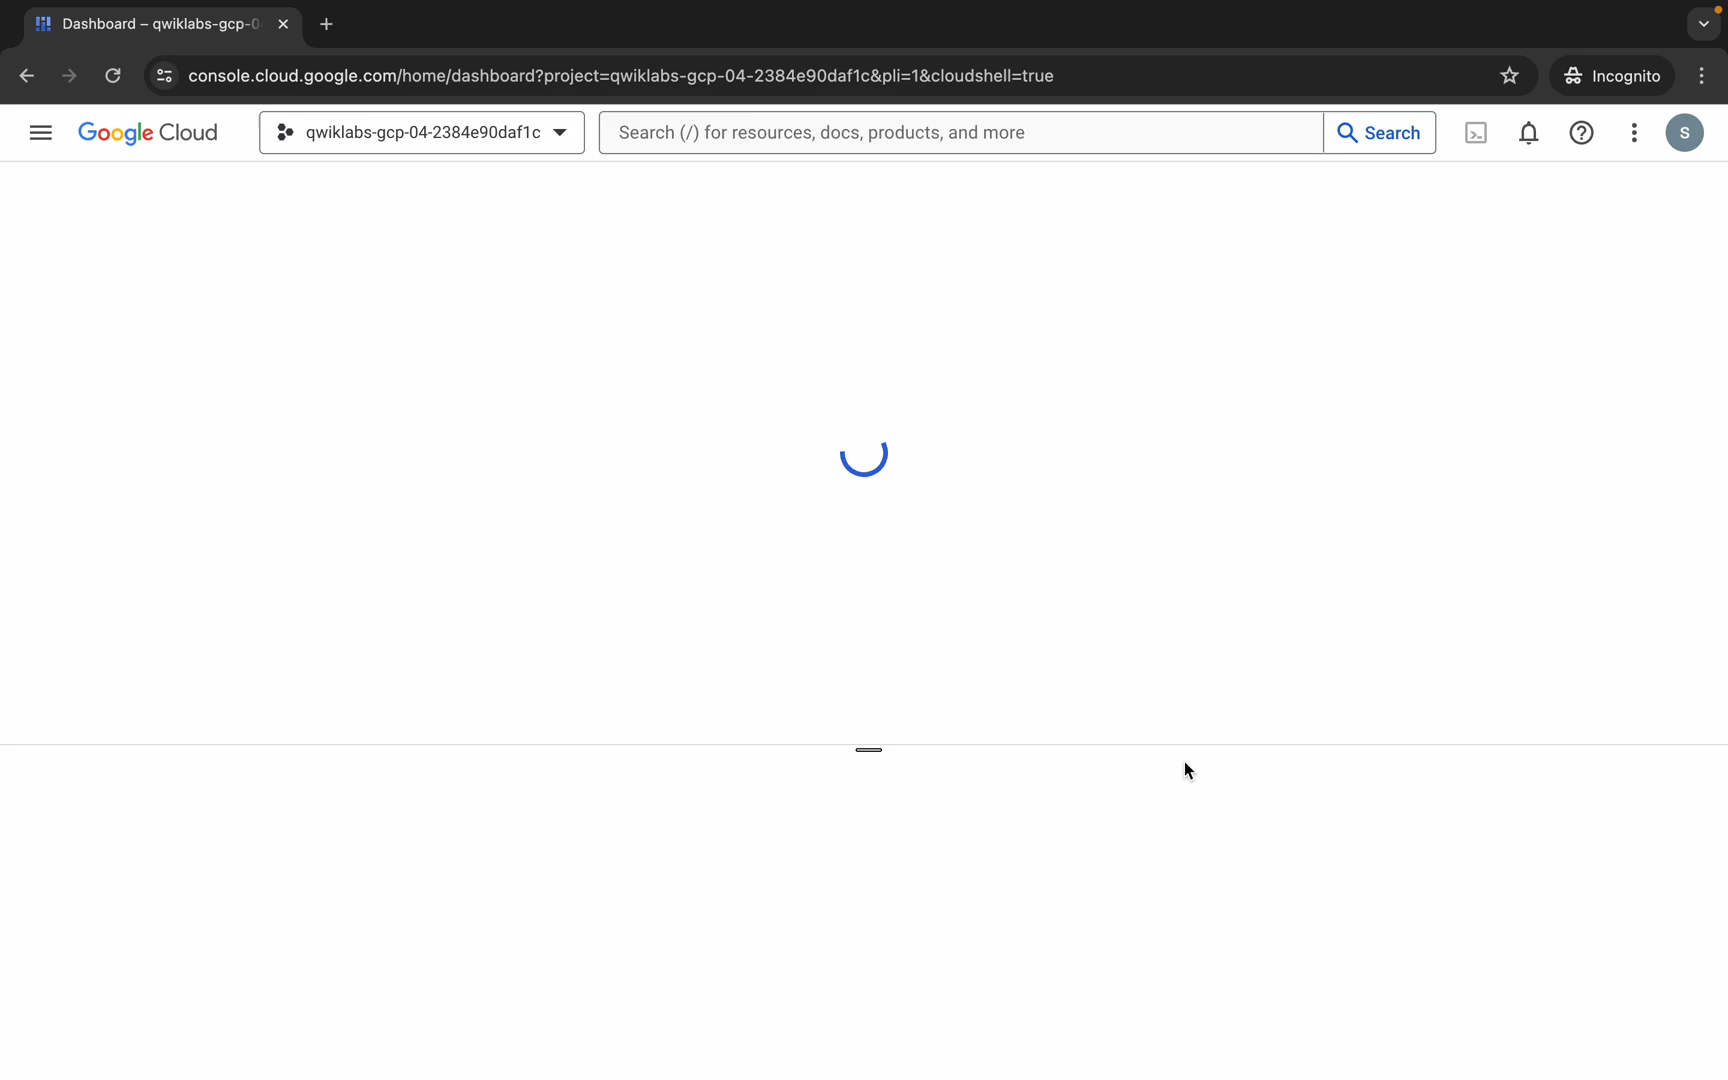 Dashboard – qwiklabs-gcp-0
console.cloud.google.com/home/dashboard?project=qwiklabs-gcp-04-2384e90daf1c&pli=1&cloudshell=true
Incognito
Google Cloud
qwiklabs-gcp-04-2384e90daf1c
Search (/) for resources, docs, products, and more
Search
S